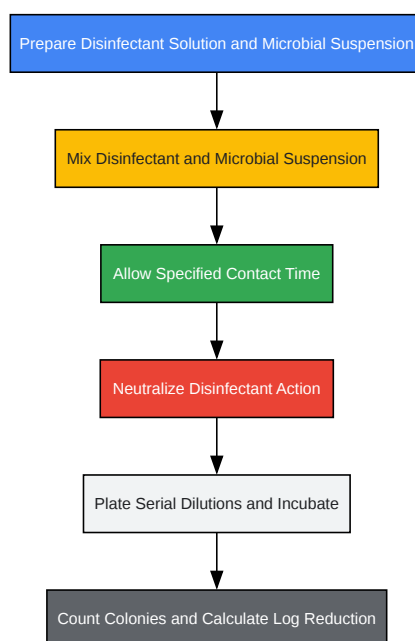 Prepare Disinfectant Solution and Microbial Suspension
Mix Disinfectant and Microbial Suspension
Allow Specified Contact Time
Neutralize Disinfectant Action
Plate Serial Dilutions and Incubate
Count Colonies and Calculate Log Reduction